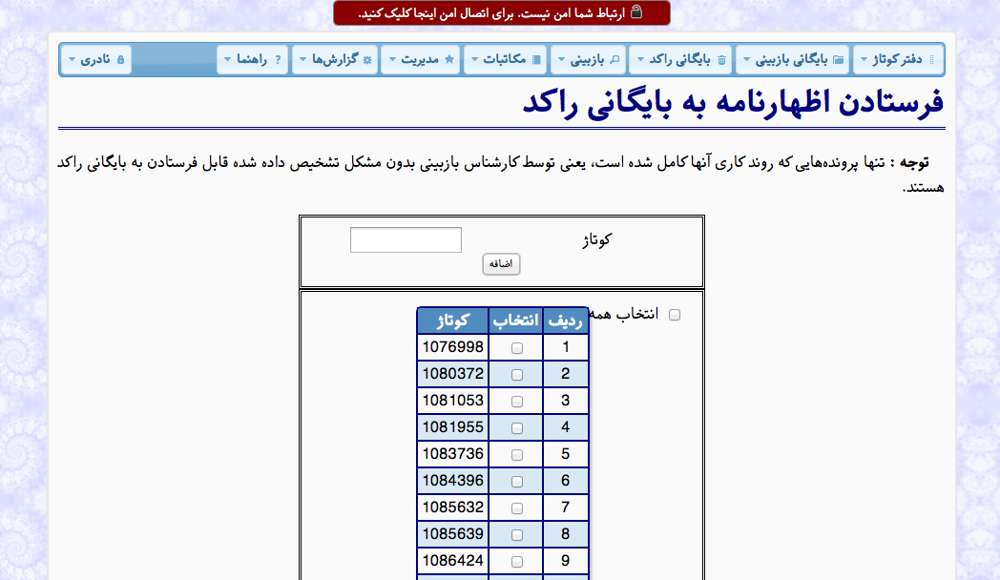 ارتباط شما امن نیست. برای اتصال امن اینجا کلیک کنید.
دفتر کوتاژ بایگانی بازبینی بایگانی راکد بازبینی مکاتبات مدیریت گزارش‌ها راهنما نادری
فرستادن اظهارنامه به بایگانی راکد
توجه : تنها پرونده‌هایی که روند کاری آنها کامل شده است، یعنی توسط کارشناس بازبینی بدون مشکل تشخیص داده شده قابل فرستادن به بایگانی راکد
هستند.
کوتاژ
اضافه
انتخاب همه
ردیف انتخاب کوتاژ
1 1076998
2 1080372
3 1081053
4 1081955
5 1083736
6 1084396
7 1085632
8 1085639
9 1086424